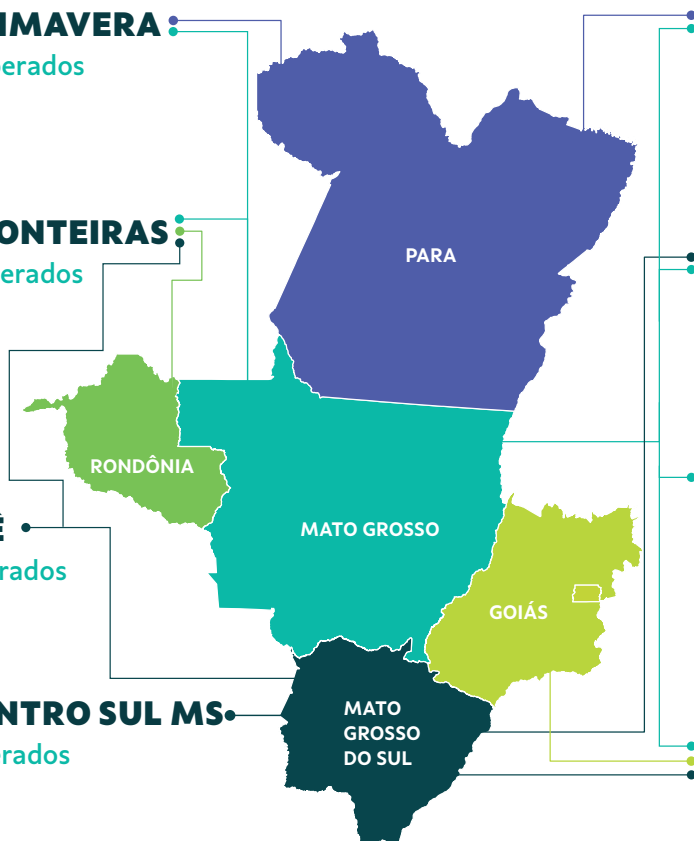 IMAVERA
erados
ONTEIRAS
erados
PARA
RONDÔNIA
MATO GROSSO
Ê
rados
GOIÁS
NTRO SUL MS
erados
MATO
GROSSO
DO SUL